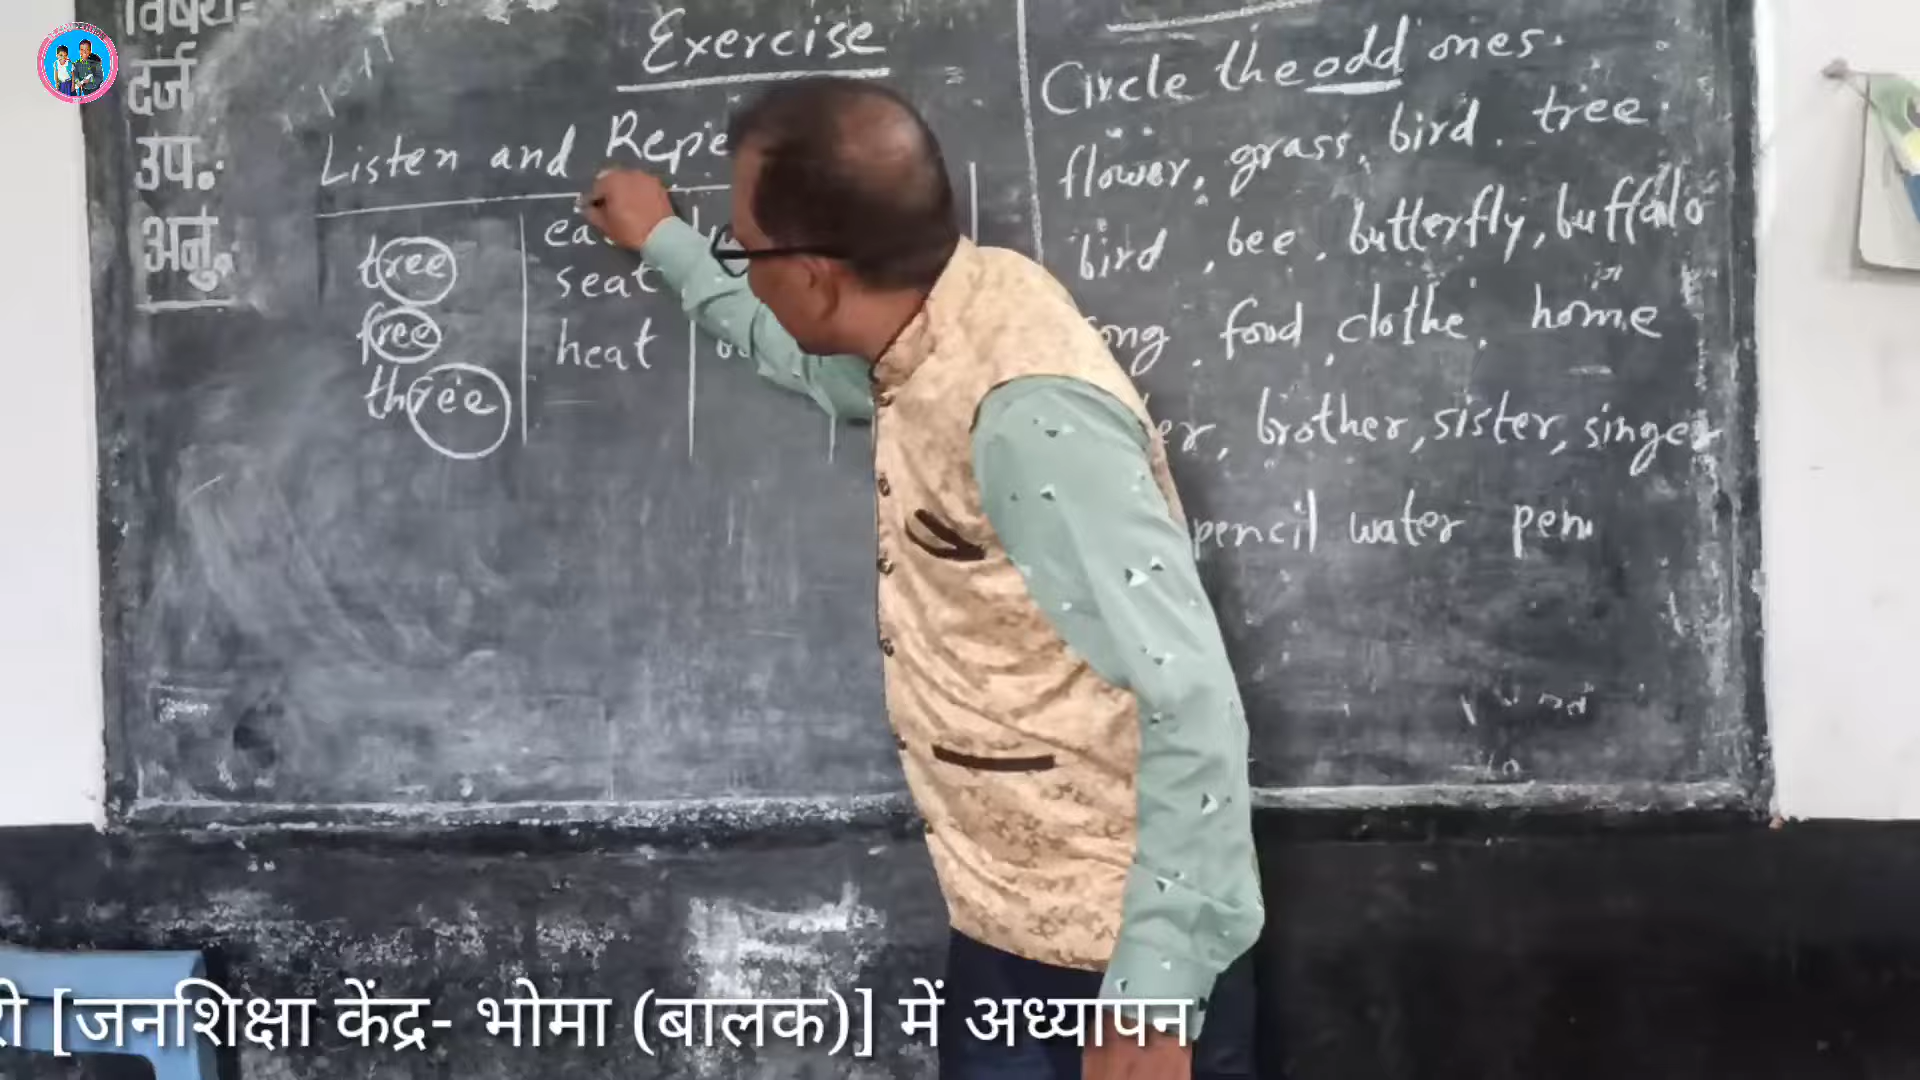 विषय:
दर्ज
उप.
अनु.
Exercise
Listen and Repe
tree
free
three
ea
seat
heat
Circle the odd ones.
flower, grass, bird. tree.
bird, bee, butterfly, buffalo
ong, food, clothe, home
er, brother, sister, singer
pencil water pen
री [जनशिक्षा केंद्र- भोमा (बालक)] में अध्यापन